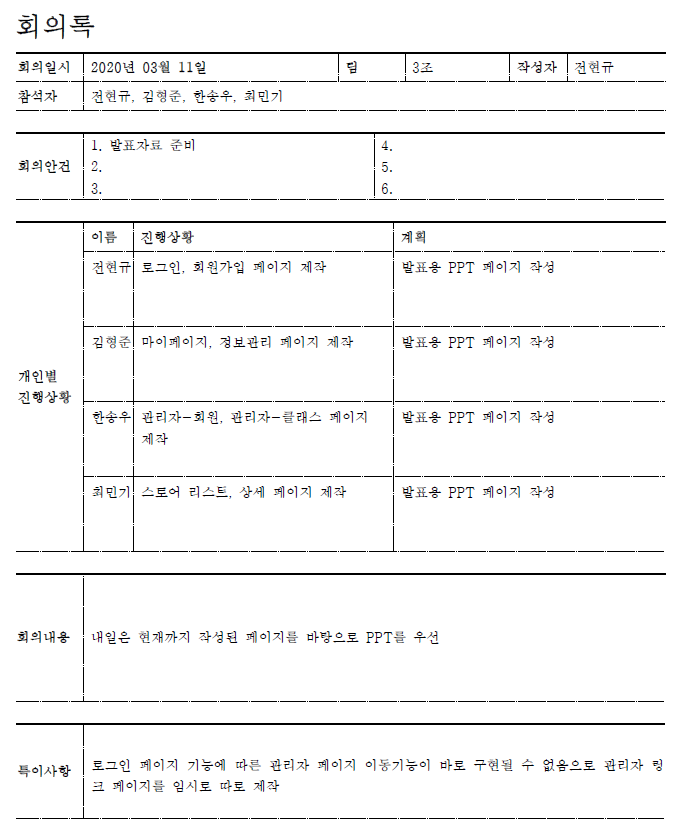 회의록
회의일시 2020년 03월 11일 팀 3조 작성자 전현규
참석자 전현규, 김형준, 한송우, 최민기
회의안건
1. 발표자료 준비
2.
3.
4.
5.
6.
개인별
진행상황
이름 진행상황 계획
전현규 로그인, 회원가입 페이지 제작 발표용 PPT 페이지 작성
김형준 마이페이지, 정보관리 페이지 제작 발표용 PPT 페이지 작성
한송우 관리자-회원, 관리자-클래스 페이지 발표용 PPT 페이지 작성
제작
최민기 스토어 리스트, 상세 페이지 제작 발표용 PPT 페이지 작성
회의내용 내일은 현재까지 작성된 페이지를 바탕으로 PPT를 우선
특이사항
로그인 페이지 기능에 따른 관리자 페이지 이동기능이 바로 구현될 수 없음으로 관리자 링
크 페이지를 임시로 따로 제작